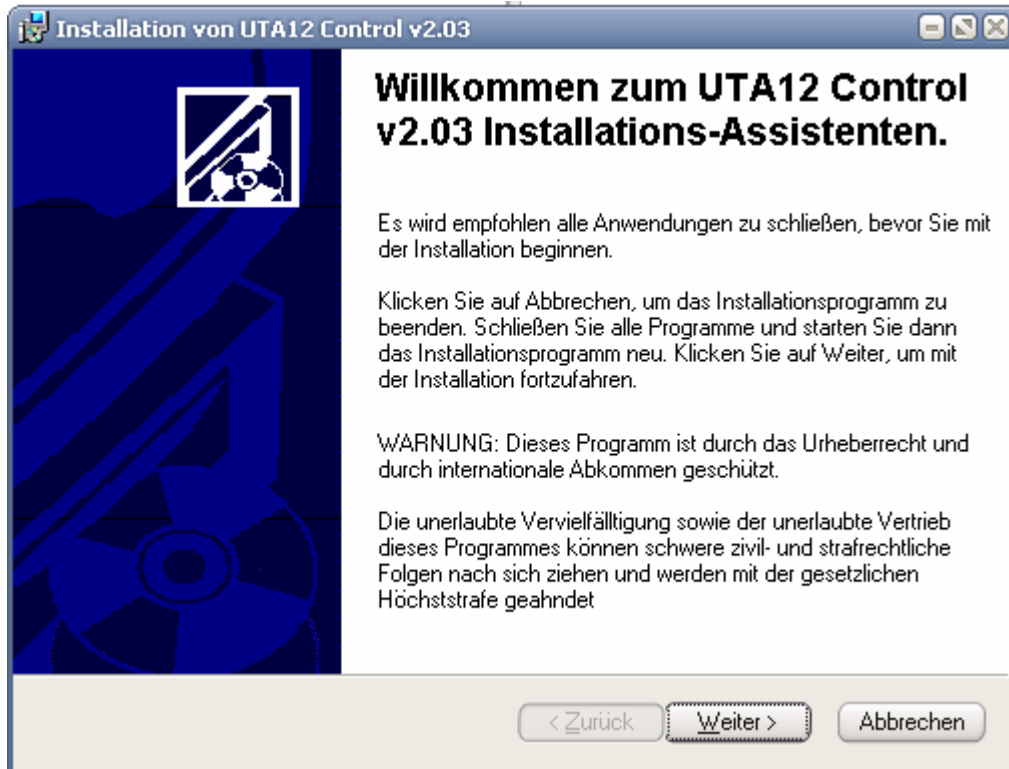 Installation von UTA12 Control v2.03
Willkommen zum UTA12 Control
v2.03 Installations-Assistenten.
Es wird empfohlen alle Anwendungen zu schließen, bevor Sie mit
der Installation beginnen.
Klicken Sie auf Abbrechen, um das Installationsprogramm zu
beenden. Schließen Sie alle Programme und starten Sie dann
das Installationsprogramm neu. Klicken Sie auf Weiter, um mit
der Installation fortzufahren.
WARNUNG: Dieses Programm ist durch das Urheberrecht und
durch internationale Abkommen geschützt.
Die unerlaubte Vervielfälltigung sowie der unerlaubte Vertrieb
dieses Programmes können schwere zivil- und strafrechtliche
Folgen nach sich ziehen und werden mit der gesetzlichen
Höchststrafe geahndet
< Zurück Weiter > Abbrechen